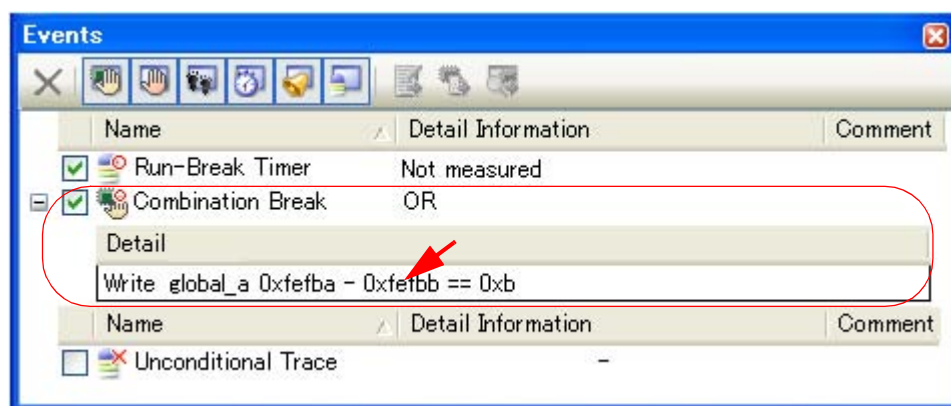 Events
Name Detail Information Comment
Run-Break Timer Not measured
Combination Break OR
Detail
Write global_a 0xfefba - 0xfefbb == 0xb
Name Detail Information Comment
Unconditional Trace -